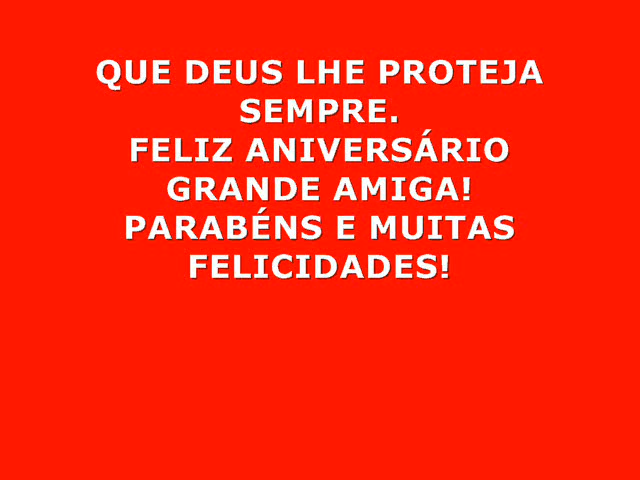 QUE DEUS LHE PROTEJA
SEMPRE.
FELIZ ANIVERSÁRIO
GRANDE AMIGA!
PARABÉNS E MUITAS
FELICIDADES!